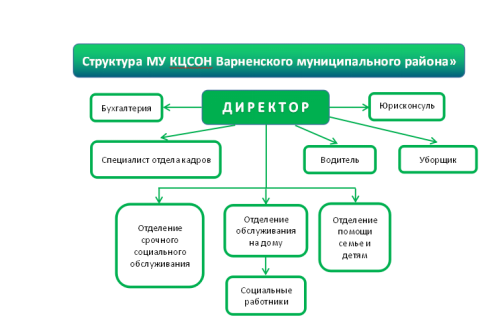 Структура МУ КЦСОН Варненского муниципального района»
Бухгалтерия
ДИРЕКТОР
Юрисконсуль
Специалист отдела кадров
Водитель
Уборщик
Отделение
срочного
социального
обслуживания
Отделение
обслуживания
на дому
Отделение
помощи
семье и
детям
Социальные
работники